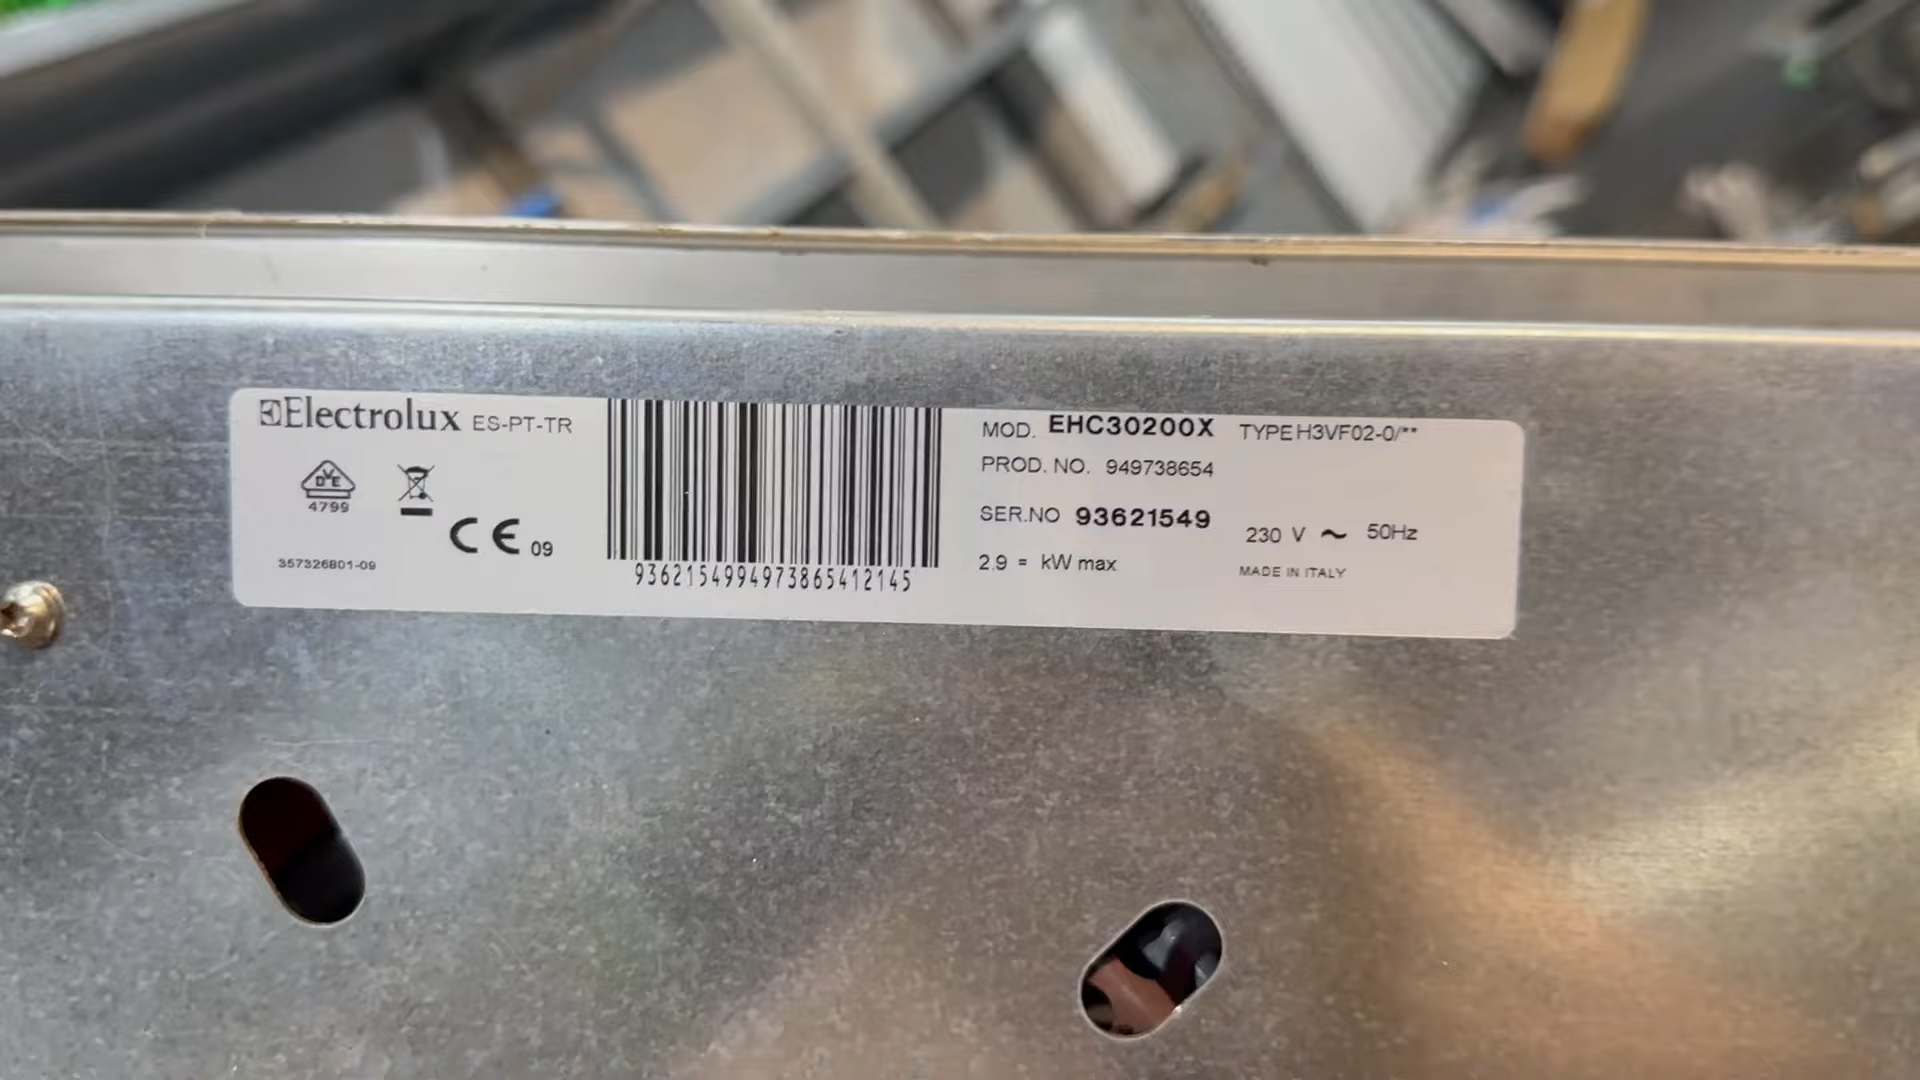 Electrolux ES-PT-TR
DVE
4799
CE 09
357326801-09
9362154994973865412145
MOD. EHC30200X TYPE H3VF02-0/**
PROD. NO. 949738654
SER.NO 93621549
230 V ~ 50Hz
2.9 = kW max
MADE IN ITALY